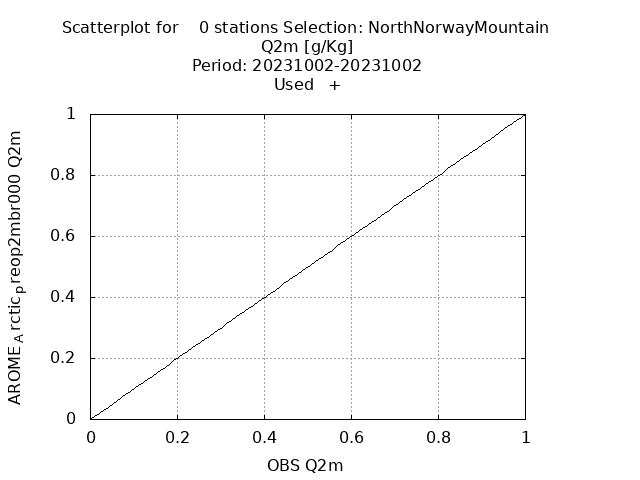 Scatterplot for    0 stations Selection: NorthNorwayMountain
Q2m [g/Kg]
Period: 20231002-20231002
Used   +
1
0.8
0.6
0.4
0.2
0
0 0.2 0.4 0.6 0.8 1
AROME_Arctic_preop2mbr000 Q2m
OBS Q2m